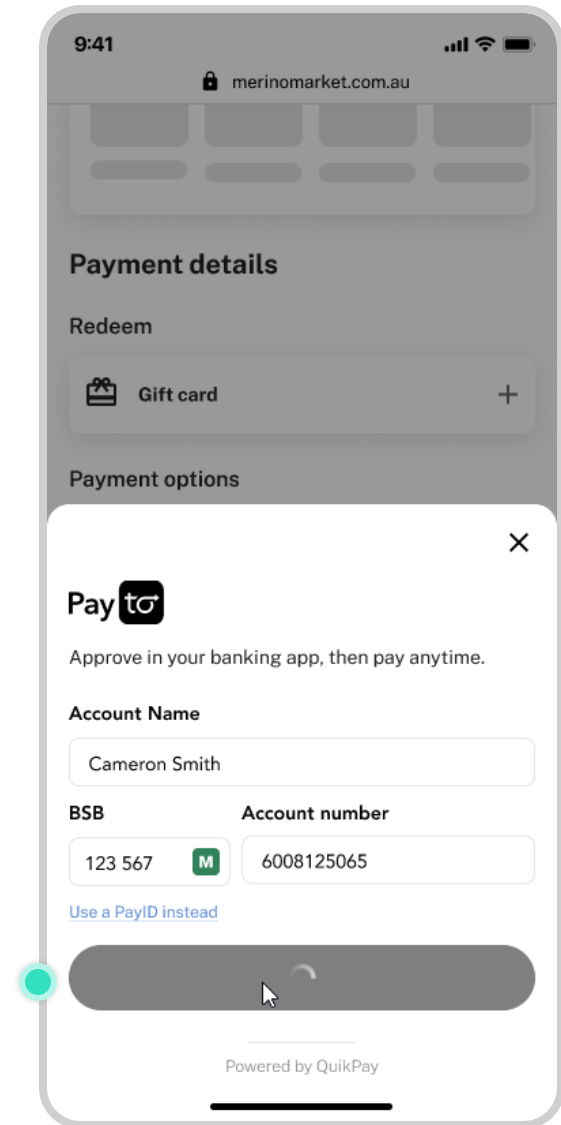 9:41
merinomarket.com.au
Payment details
Redeem
Gift card
Payment options
Pay to
Approve in your banking app, then pay anytime.
Account Name
Cameron Smith
BSB Account number
123 567 M 6008125065
Use a PayID instead
Powered by QuikPay